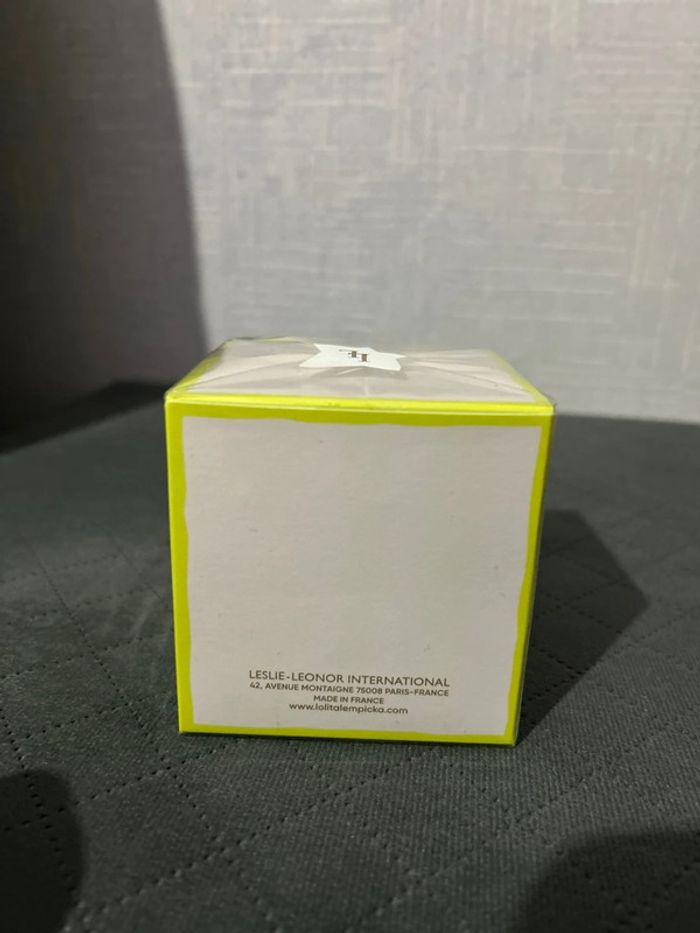 LESLIE-LEONOR INTERNATIONAL
42, AVENUE MONTAIGNE 75008 PARIS-FRANCE
MADE IN FRANCE
www.lolitalempicka.com